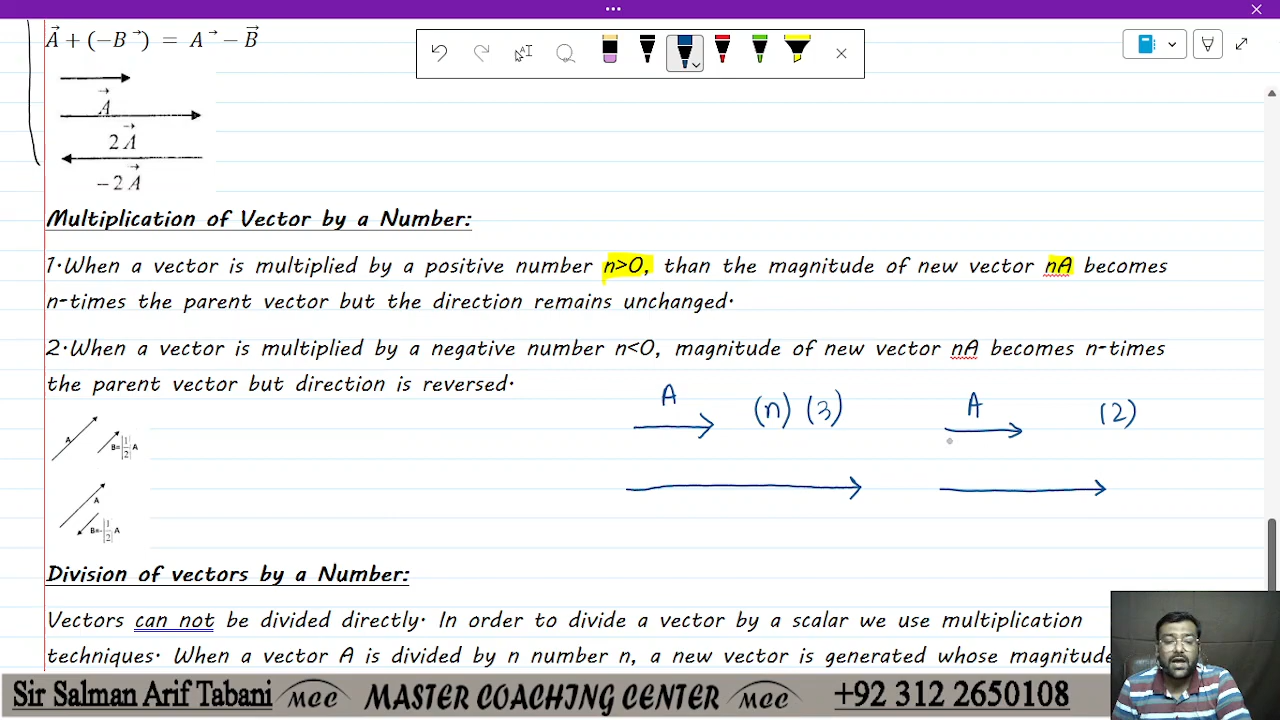 A⃗ + (−B⃗) = A⃗ − B⃗
A⃗
2A⃗
−2A⃗
Multiplication of Vector by a Number:
1.When a vector is multiplied by a positive number n>0, than the magnitude of new vector nA becomes
n-times the parent vector but the direction remains unchanged.
2.When a vector is multiplied by a negative number n<0, magnitude of new vector nA becomes n-times
the parent vector but direction is reversed.
A (n) (3) A (2)
A B=|1/2|A
A
B=-|1/2|A
Division of vectors by a Number:
Vectors can not be divided directly. In order to divide a vector by a scalar we use multiplication
techniques. When a vector A is divided by n number n, a new vector is generated whose magnitude
Sir Salman Arif Tabani MCC MASTER COACHING CENTER MCC +92 312 2650108